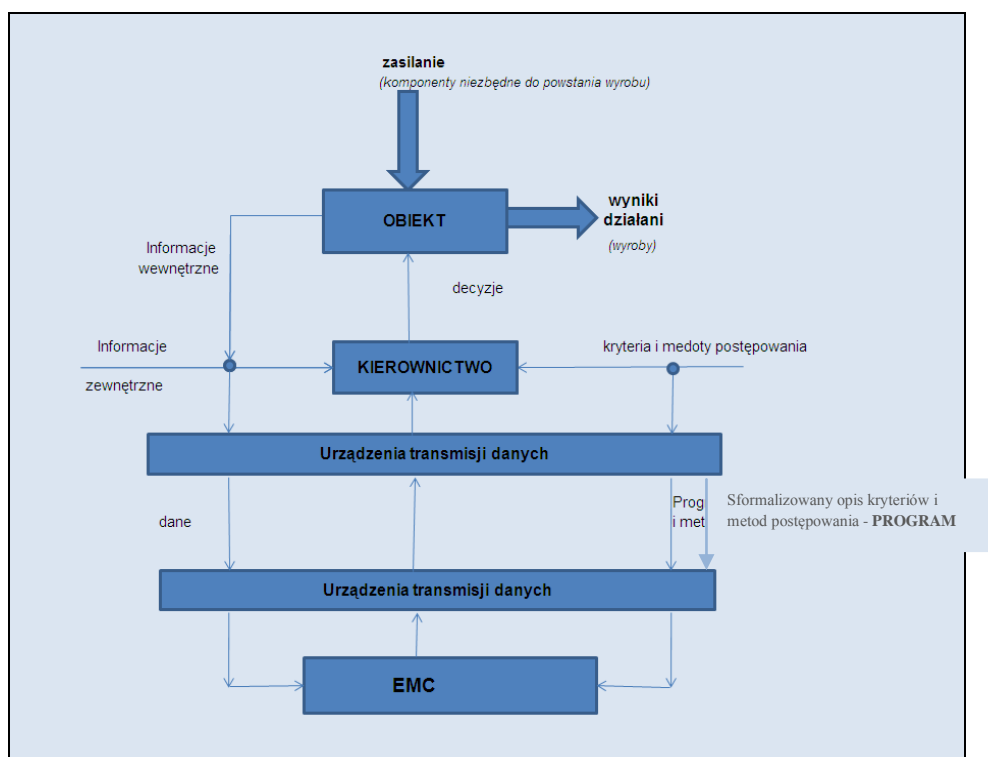 zasilanie
(komponenty niezbędne do powstania wyrobu)
OBIEKT
wyniki
działani
(wyroby)
Informacje
wewnętrzne
decyzje
Informacje
zewnętrzne
KIEROWNICTWO
kryteria i medoty postępowania
Urządzenia transmisji danych
dane
Prog
i met
Sformalizowany opis kryteriów i
metod postępowania - PROGRAM
Urządzenia transmisji danych
EMC